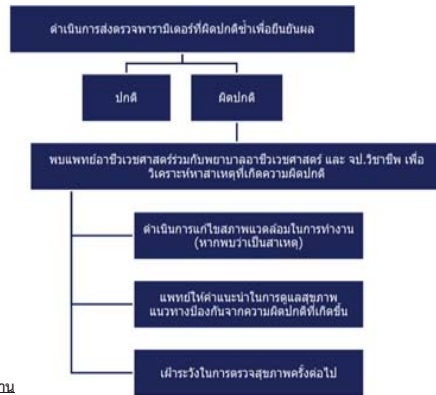 ดำเนินการส่งตรวจพารามิเตอร์ที่ผิดปกติซ้ำเพื่อยืนยันผล
ปกติ
ผิดปกติ
พบแพทย์อาชีวเวชศาสตร์ร่วมกับพยาบาลอาชีวเวชศาสตร์ และ จป.วิชาชีพ เพื่อ
วิเคราะห์หาสาเหตุที่เกิดความผิดปกติ
ดำเนินการแก้ไขสภาพแวดล้อมในการทำงาน
(หากพบว่าเป็นสาเหตุ)
แพทย์ให้คำแนะนำในการดูแลสุขภาพ
แนวทางป้องกันจากความผิดปกติที่เกิดขึ้น
เฝ้าระวังในการตรวจสุขภาพครั้งต่อไป
าน